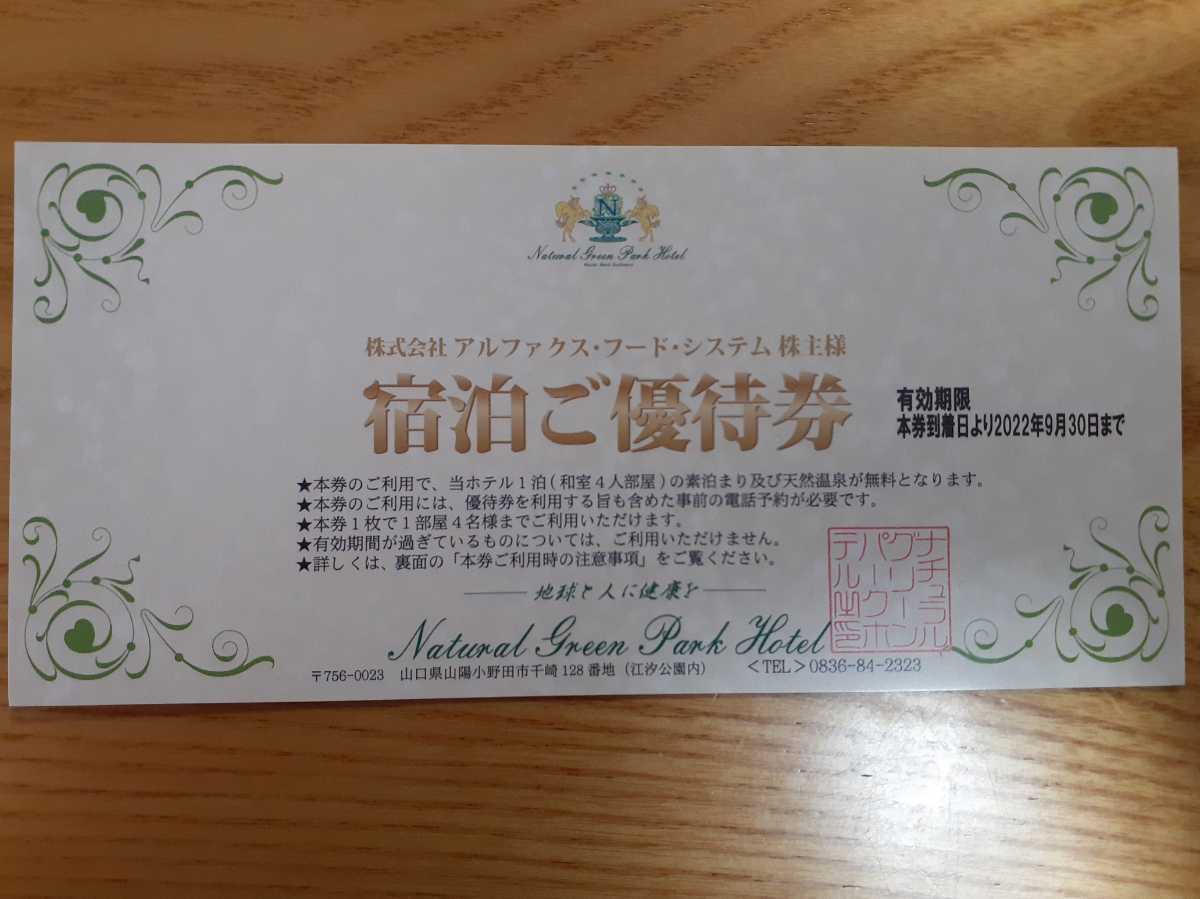 N
Natural Green Park Hotel
株式会社 アルファクス・フード・システム 株主様
宿泊ご優待券
有効期限
本券到着日より2022年9月30日まで
★本券のご利用で、当ホテル1泊(和室4人部屋)の素泊まり及び天然温泉が無料となります。
★本券のご利用には、優待券を利用する旨も含めた事前の電話予約が必要です。
★本券1枚で1部屋4名様までご利用いただけます。
★有効期間が過ぎているものについては、ご利用いただけません。
★詳しくは、裏面の「本券ご利用時の注意事項」をご覧ください。
地球と人に健康を
Natural Green Park Hotel
ナチュラル
グリーン
パークホ
テル之印
〒756-0023 山口県山陽小野田市千崎128番地(江汐公園内) <TEL>0836-84-2323